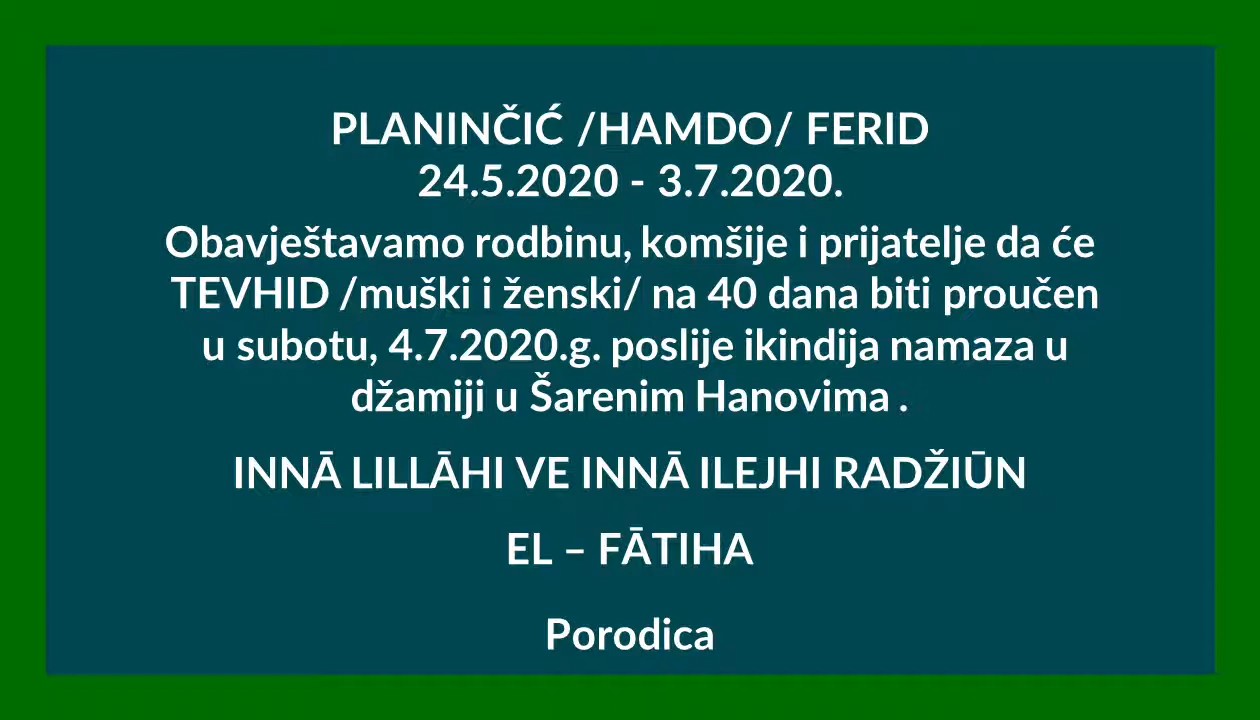 PLANINČIĆ /HAMDO/ FERID
24.5.2020 - 3.7.2020.
Obavještavamo rodbinu, komšije i prijatelje da će
TEVHID /muški i ženski/ na 40 dana biti proučen
u subotu, 4.7.2020.g. poslije ikindija namaza u
džamiji u Šarenim Hanovima .
INNĀ LILLĀHI VE INNĀ ILEJHI RADŽIŪN
EL – FĀTIHA
Porodica